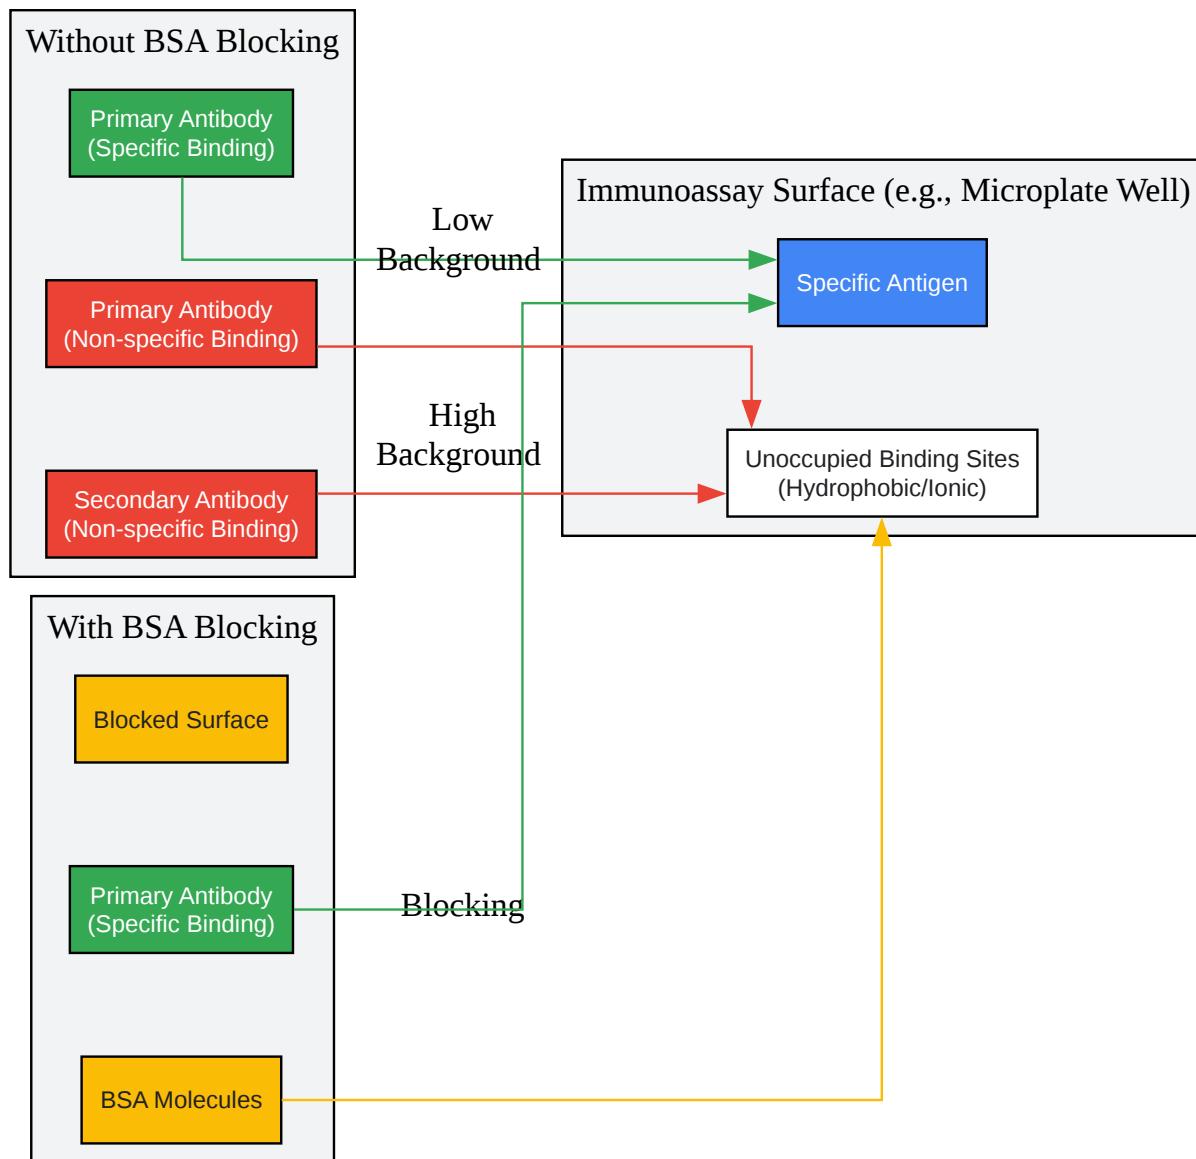 Without BSA Blocking
Primary Antibody
(Specific Binding)
Primary Antibody
(Non-specific Binding)
Secondary Antibody
(Non-specific Binding)
Low
Background
High
Background
Immunoassay Surface (e.g., Microplate Well)
Specific Antigen
Unoccupied Binding Sites
(Hydrophobic/Ionic)
With BSA Blocking
Blocked Surface
Primary Antibody
(Specific Binding)
Blocking
BSA Molecules